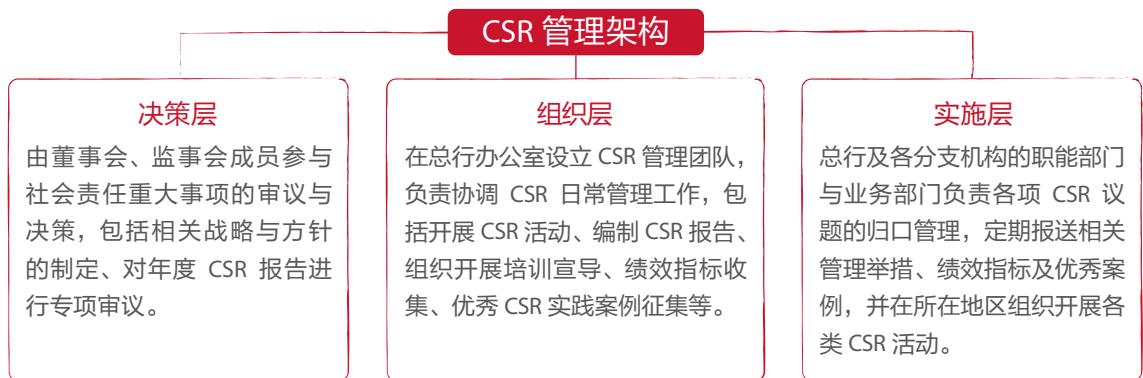 CSR 管理架构
决策层
由董事会、监事会成员参与
社会责任重大事项的审议与
决策，包括相关战略与方针
的制定、对年度 CSR 报告进
行专项审议。
组织层
在总行办公室设立 CSR 管理团队，
负责协调 CSR 日常管理工作，包
括开展 CSR 活动、编制 CSR 报告、
组织开展培训宣导、绩效指标收
集、优秀 CSR 实践案例征集等。
实施层
总行及各分支机构的职能部门
与业务部门负责各项 CSR 议
题的归口管理，定期报送相关
管理举措、绩效指标及优秀案
例，并在所在地区组织开展各
类 CSR 活动。